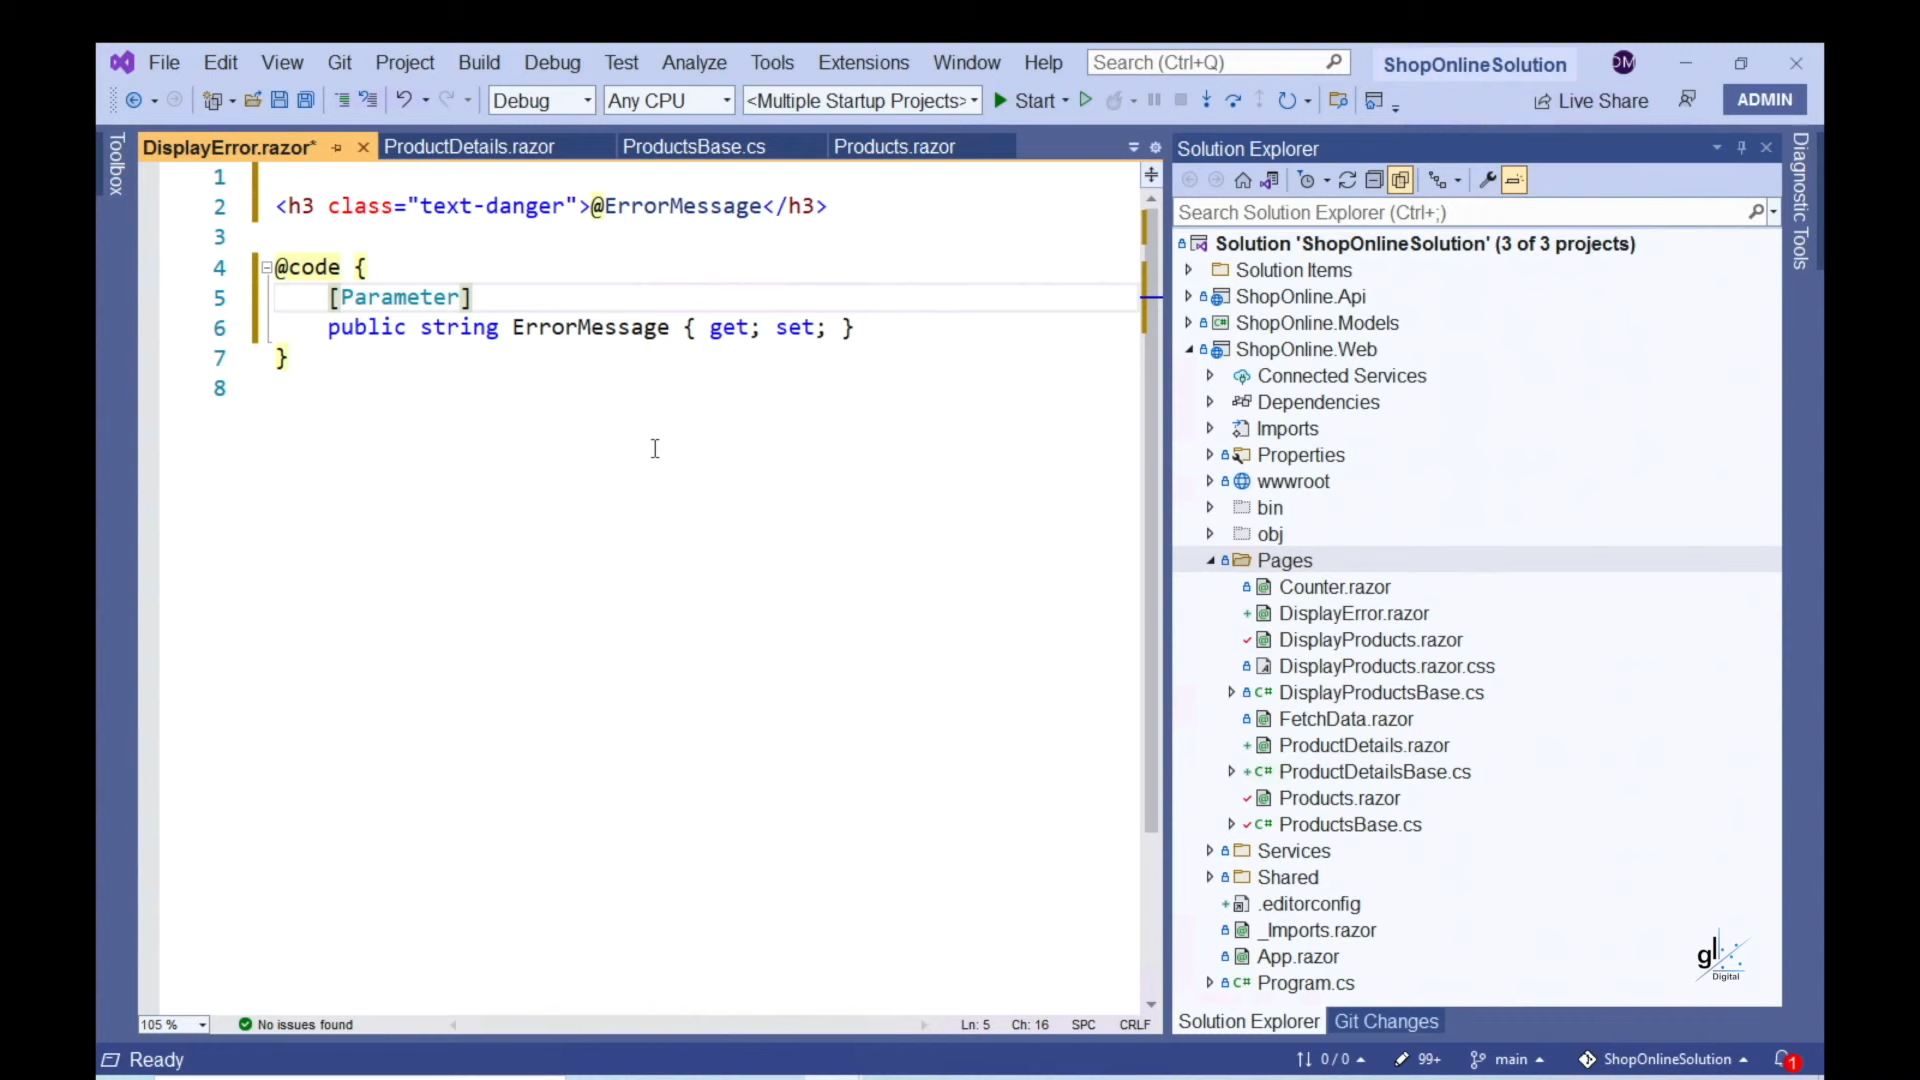 File Edit View Git Project Build Debug Test Analyze Tools Extensions Window Help Search (Ctrl+Q) ShopOnlineSolution DM
Debug Any CPU <Multiple Startup Projects> Start Live Share ADMIN
Toolbox
DisplayError.razor* ProductDetails.razor ProductsBase.cs Products.razor
1
2 <h3 class="text-danger">@ErrorMessage</h3>
3
4 @code {
5 [Parameter]
6 public string ErrorMessage { get; set; }
7 }
8
105 % No issues found Ln: 5 Ch: 16 SPC CRLF
Solution Explorer
Search Solution Explorer (Ctrl+;)
Solution 'ShopOnlineSolution' (3 of 3 projects)
Solution Items
ShopOnline.Api
ShopOnline.Models
ShopOnline.Web
Connected Services
Dependencies
Imports
Properties
wwwroot
bin
obj
Pages
Counter.razor
DisplayError.razor
DisplayProducts.razor
DisplayProducts.razor.css
DisplayProductsBase.cs
FetchData.razor
ProductDetails.razor
ProductDetailsBase.cs
Products.razor
ProductsBase.cs
Services
Shared
.editorconfig
_Imports.razor
App.razor
Program.cs
gl
Digital
Solution Explorer Git Changes
Diagnostic Tools
Ready 0 / 0 99+ main ShopOnlineSolution 1